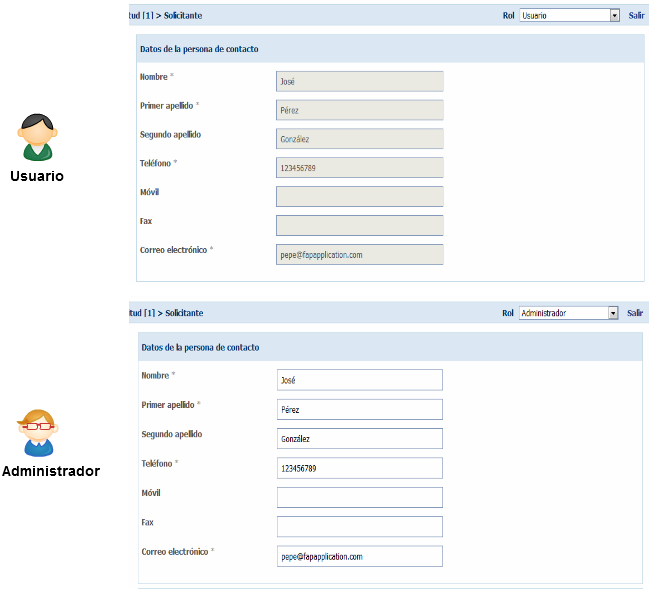 tud [1] > Solicitante Rol Usuario Salir
Datos de la persona de contacto
Nombre * José
Primer apellido * Pérez
Segundo apellido González
Teléfono * 123456789
Móvil
Fax
Correo electrónico * pepe@fapapplication.com
Usuario
tud [1] > Solicitante Rol Administrador Salir
Datos de la persona de contacto
Nombre * José
Primer apellido * Pérez
Segundo apellido González
Teléfono * 123456789
Móvil
Fax
Correo electrónico * pepe@fapapplication.com
Administrador